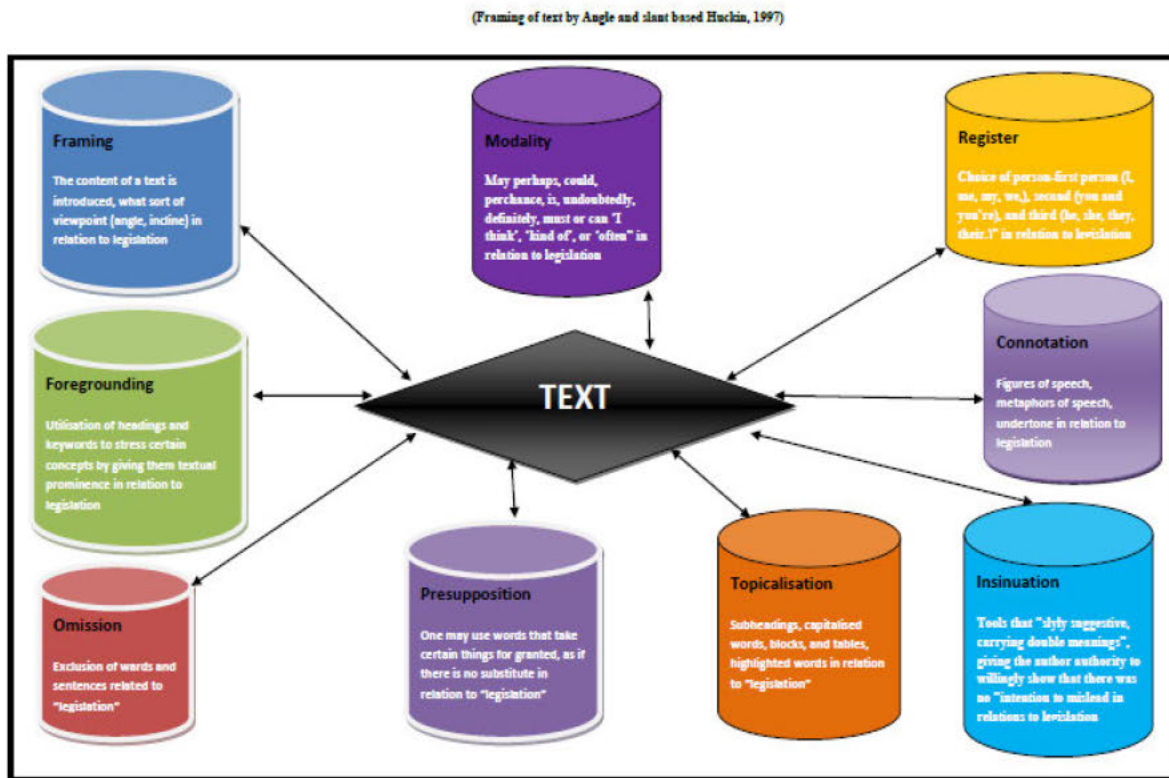 (Framing of text by Angle and slant based Huckin, 1997)
Framing
The content of a text is
introduced, what sort of
viewpoint (angle, incline) in
relation to legislation
Modality
May perhaps, could,
perchance, is, undoubtedly,
definitely, must or can "I
think', 'kind of', or 'often" in
relation to legislation
Register
Choice of person-first person (I,
me, my, we,), second (you and
you're), and third (he, she, they,
their.!" in relation to legislation
Foregrounding
Utilisation of headings and
keywords to stress certain
concepts by giving them textual
prominence in relation to
legislation
TEXT
Connotation
Figures of speech,
metaphors of speech,
undertone in relation to
legislation
Omission
Exclusion of words and
sentences related to
"legislation"
Presupposition
One may use words that take
certain things for granted, as if
there is no substitute in
relation to "legislation"
Topicalisation
Subheadings, capitalised
words, blocks, and tables,
highlighted words in relation
to "legislation"
Insinuation
Tools that "slyly suggestive,
carrying double meanings",
giving the author authority to
willingly show that there was
no "intention to mislead in
relations to legislation